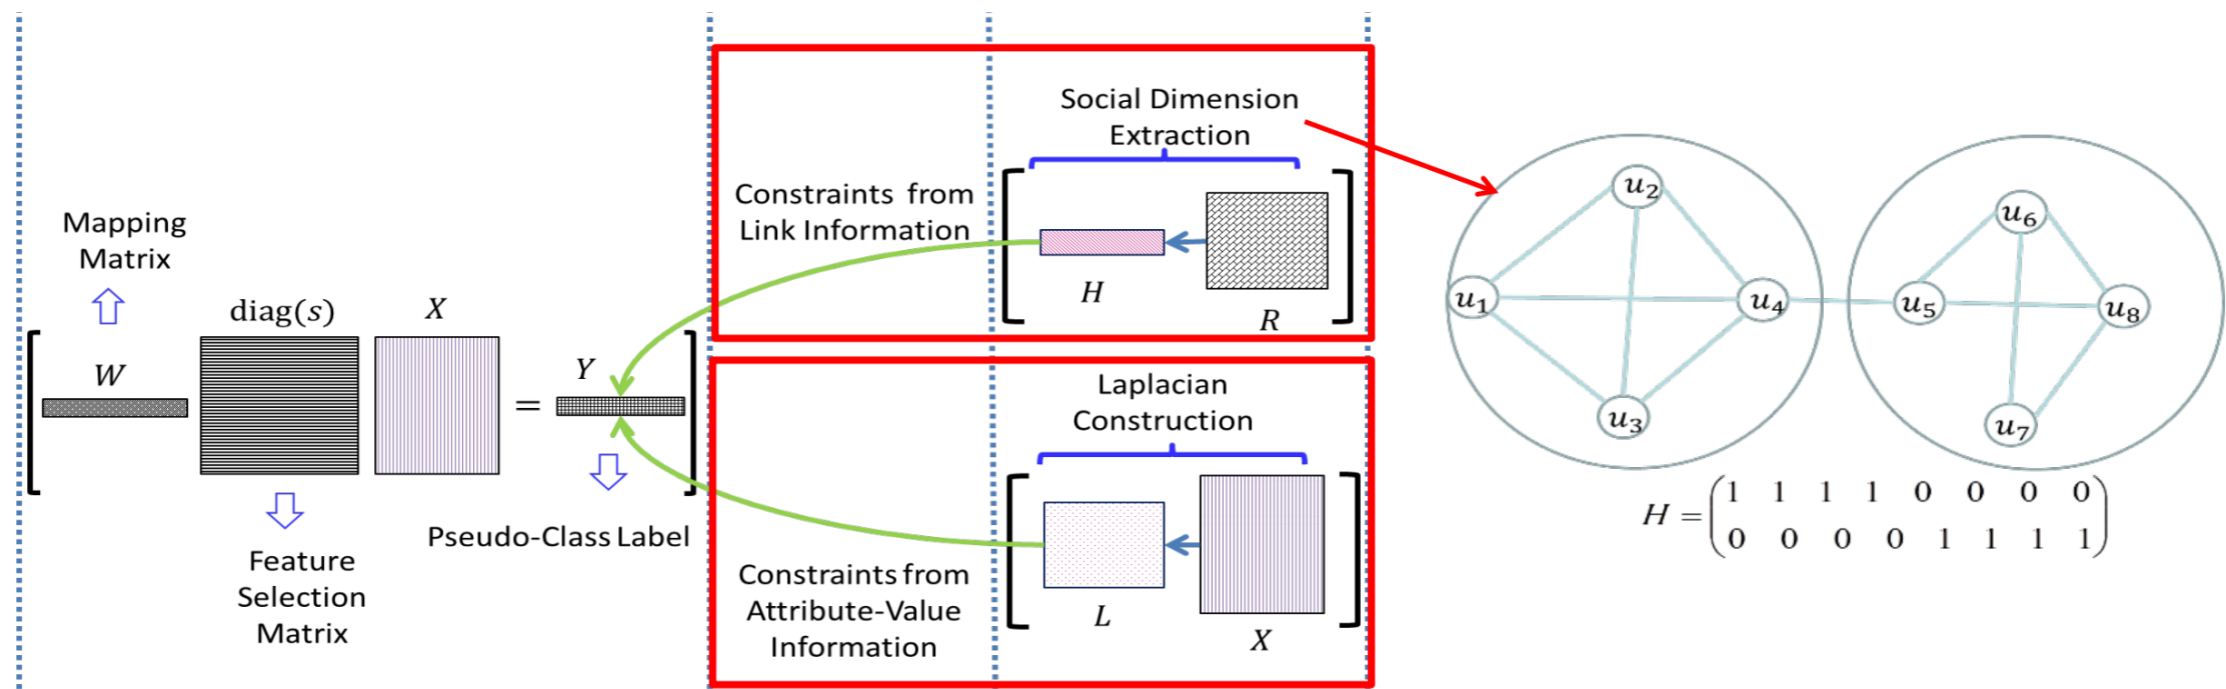 Mapping
Matrix
W
diag(s)
X
=
Y
Feature
Selection
Matrix
Pseudo-Class Label
Constraints from
Link Information
Social Dimension
Extraction
H
R
Constraints from
Attribute-Value
Information
Laplacian
Construction
L
X
u₂
u₁
u₄
u₃
u₆
u₅
u₈
u₇
H = (1 1 1 1 0 0 0 0
0 0 0 0 1 1 1 1)